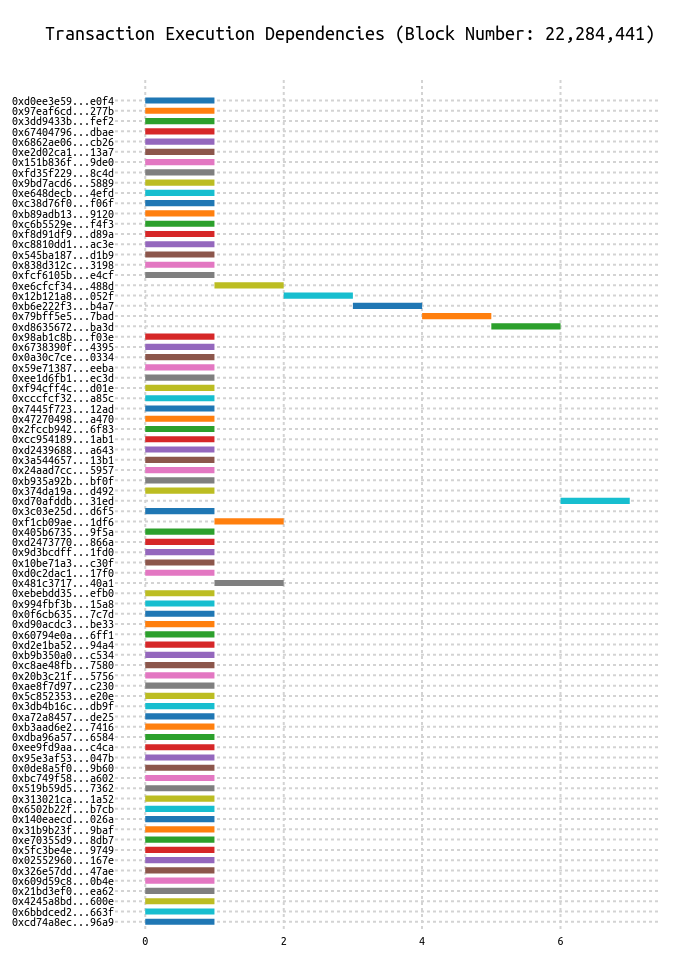 Transaction Execution Dependencies (Block Number: 22,284,441)
0xd0ee3e59...e0f4
0x97eaf6cd...277b
0x3dd9433b...fef2
0x67404796...dbae
0x6862ae06...cb26
0xe2d02ca1...13a7
0x151b836f...9de0
0xfd35f229...8c4d
0x9bd7acd6...5889
0xe648decb...4efd
0xc38d76f0...f06f
0xb89adb13...9120
0xc6b5529e...f4f3
0xf8d91df9...d89a
0xc8810dd1...ac3e
0x545ba187...d1b9
0x838d312c...3198
0xfcf6105b...e4cf
0xe6cfcf34...488d
0x12b121a8...052f
0xb6e222f3...b4a7
0x79bff5e5...7bad
0xd8635672...ba3d
0x98ab1c8b...f03e
0x6738390f...4395
0x0a30c7ce...0334
0x59e71387...eeba
0xee1d6fb1...ec3d
0xf94cff4c...d01e
0xcccfcf32...a85c
0x7445f723...12ad
0x47270498...a470
0x2fccb942...6f83
0xcc954189...1ab1
0xd2439688...a643
0x3a544657...13b1
0x24aad7cc...5957
0xb935a92b...bf0f
0x374da19a...d492
0xd70afddb...31ed
0x3c03e25d...d6f5
0xf1cb09ae...1df6
0x405b6735...9f5a
0xd2473770...866a
0x9d3bcdff...1fd0
0x10be71a3...c30f
0xd0c2dac1...17f0
0x481c3717...40a1
0xebebdd35...efb0
0x994fbf3b...15a8
0x0f6cb635...7c7d
0xd90acdc3...be33
0x60794e0a...6ff1
0xd2e1ba52...94a4
0xb9b350a0...c534
0xc8ae48fb...7580
0x20b3c21f...5756
0xae8f7d97...c230
0x5c852353...e20e
0x3db4b16c...db9f
0xa72a8457...de25
0xb3aad6e2...7416
0xdba96a57...6584
0xee9fd9aa...c4ca
0x95e3af53...047b
0x0de8a5f0...9b60
0xbc749f58...a602
0x519b59d5...7362
0x313021ca...1a52
0x6502b22f...b7cb
0x140eaecd...026a
0x31b9b23f...9baf
0xe70355d9...8db7
0x5fc3be4e...9749
0x02552960...167e
0x326e57dd...47ae
0x609d59c8...0b4e
0x21bd3ef0...ea62
0x4245a8bd...600e
0x6bbdced2...663f
0xcd74a8ec...96a9
0 2 4 6